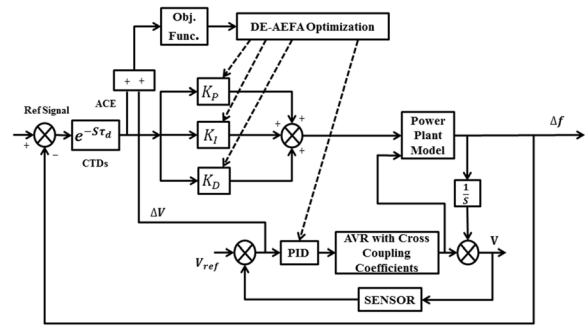 Obj.
Func.
DE-AEFA Optimization
+ +
ACE
Ref Signal
+
−
e^{-Sτ_d}
CTDs
K_P
K_I
K_D
+
+
+
+
Power
Plant
Model
Δf
1/S
ΔV
V_ref
+
−
PID
AVR with Cross
Coupling
Coefficients
V
SENSOR